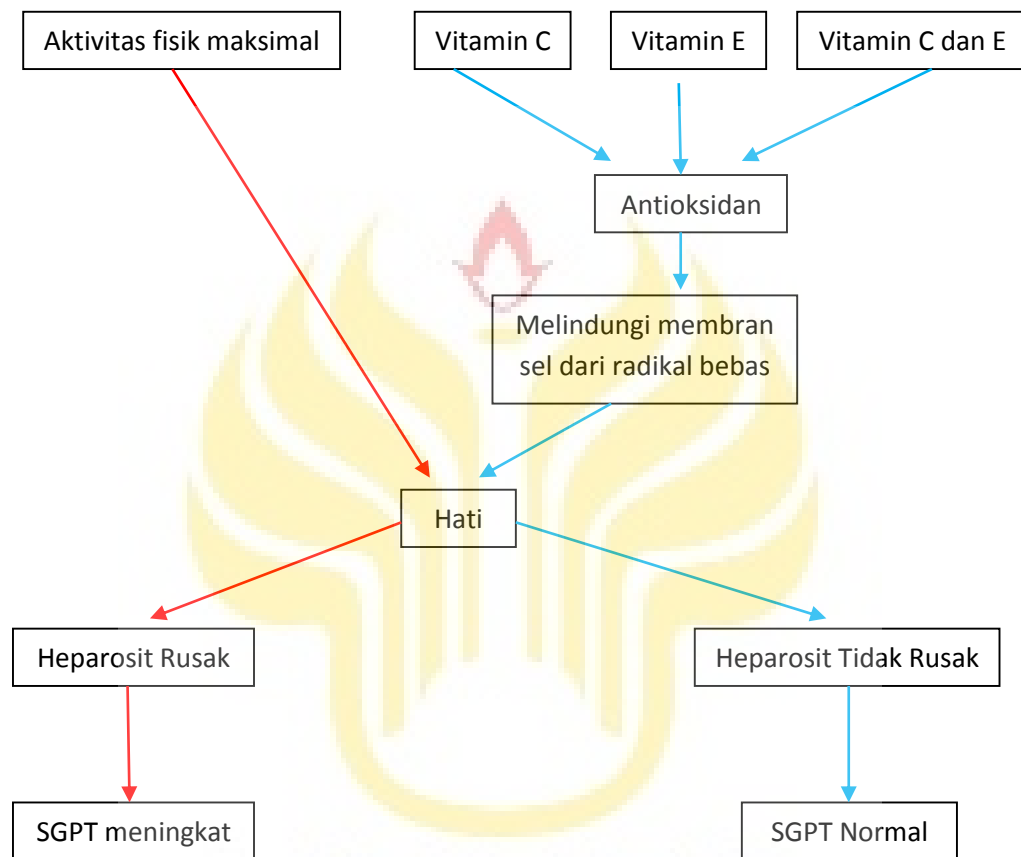 Aktivitas fisik maksimal
Vitamin C
Vitamin E
Vitamin C dan E
Antioksidan
Melindungi membran
sel dari radikal bebas
Hati
Heparosit Rusak
Heparosit Tidak Rusak
SGPT meningkat
SGPT Normal